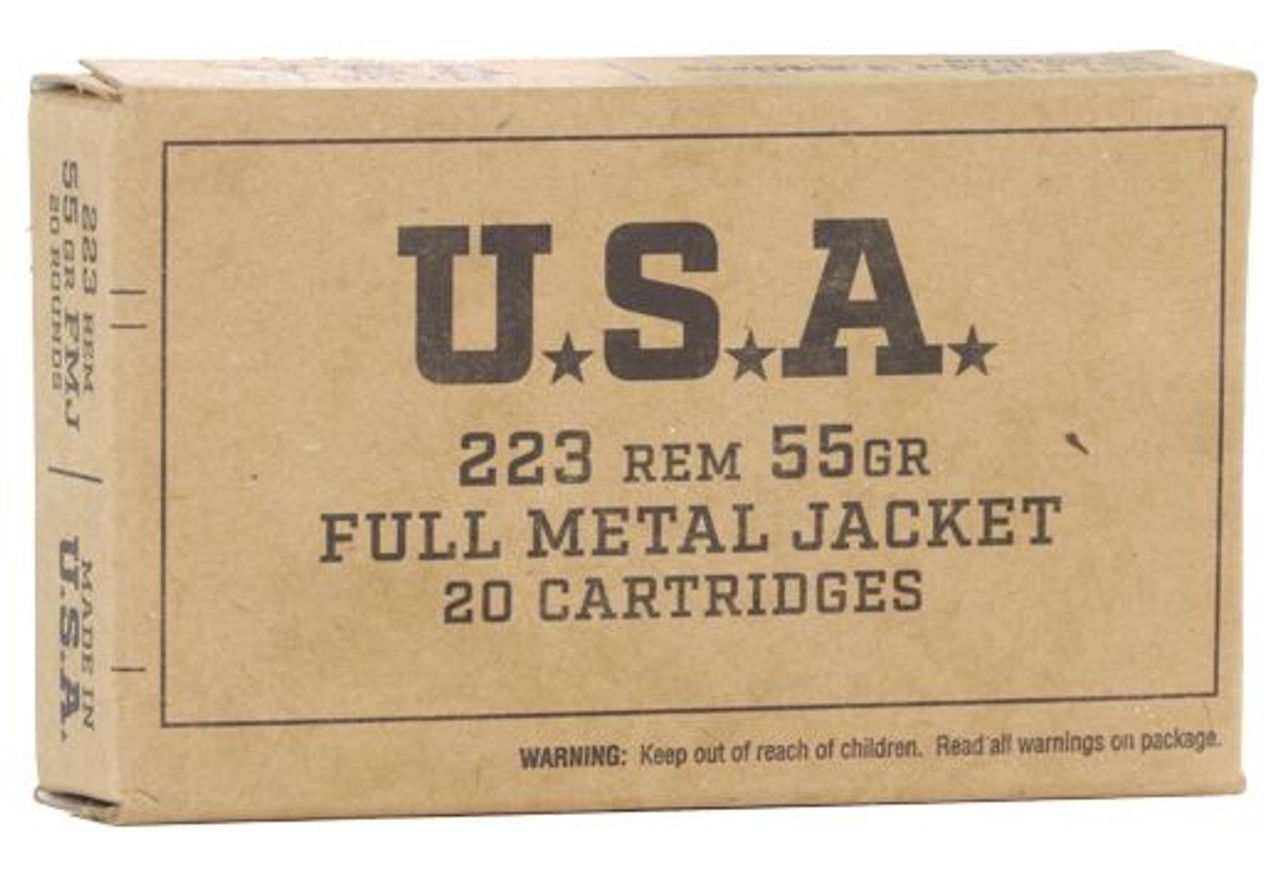 U.S.A.
223 REM 55GR
FULL METAL JACKET
20 CARTRIDGES
WARNING: Keep out of reach of children. Read all warnings on package.
223 REM
55 GR FMJ
20 ROUNDS
MADE IN
U.S.A.